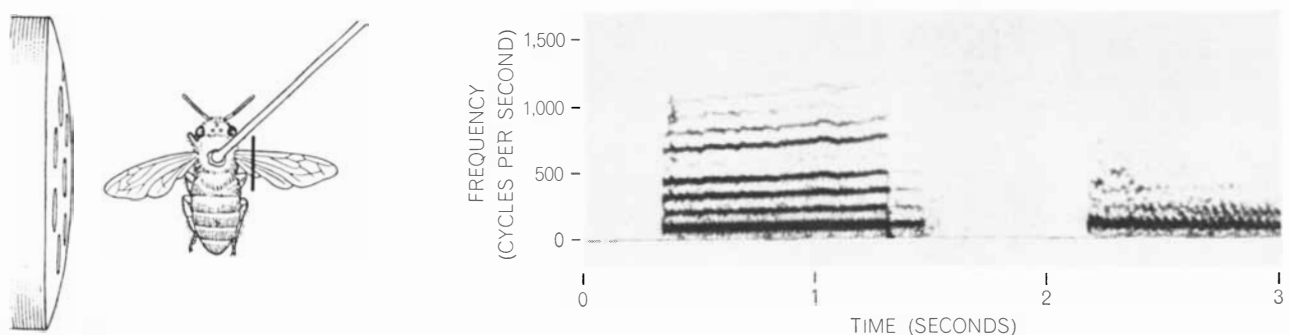 FREQUENCY
(CYCLES PER SECOND)
1,500
1,000
500
0
0
1
2
3
TIME (SECONDS)